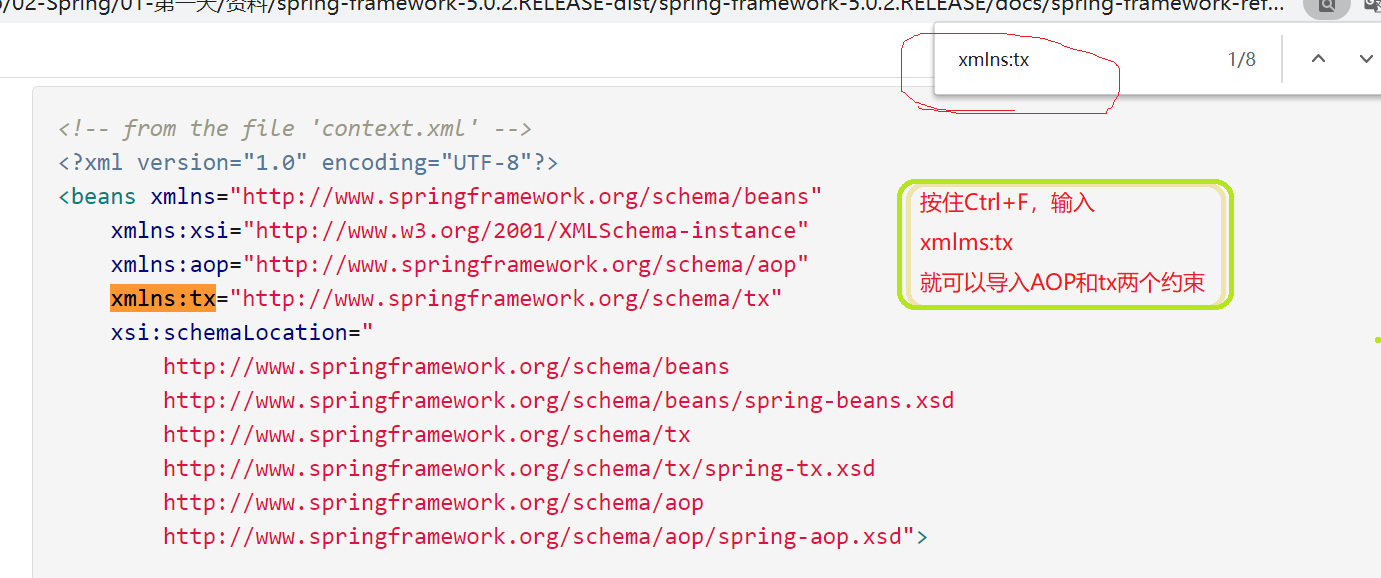 /02-Spring/01-第一天/资料/spring-framework-5.0.2.RELEASE-dist/spring-framework-5.0.2.RELEASE/docs/spring-framework-ref...
xmlns:tx 1/8
<!-- from the file 'context.xml' -->
<?xml version="1.0" encoding="UTF-8"?>
<beans xmlns="http://www.springframework.org/schema/beans"
xmlns:xsi="http://www.w3.org/2001/XMLSchema-instance"
xmlns:aop="http://www.springframework.org/schema/aop"
xmlns:tx="http://www.springframework.org/schema/tx"
xsi:schemaLocation="
http://www.springframework.org/schema/beans
http://www.springframework.org/schema/beans/spring-beans.xsd
http://www.springframework.org/schema/tx
http://www.springframework.org/schema/tx/spring-tx.xsd
http://www.springframework.org/schema/aop
http://www.springframework.org/schema/aop/spring-aop.xsd">
按住Ctrl+F，输入
xmlms:tx
就可以导入AOP和tx两个约束